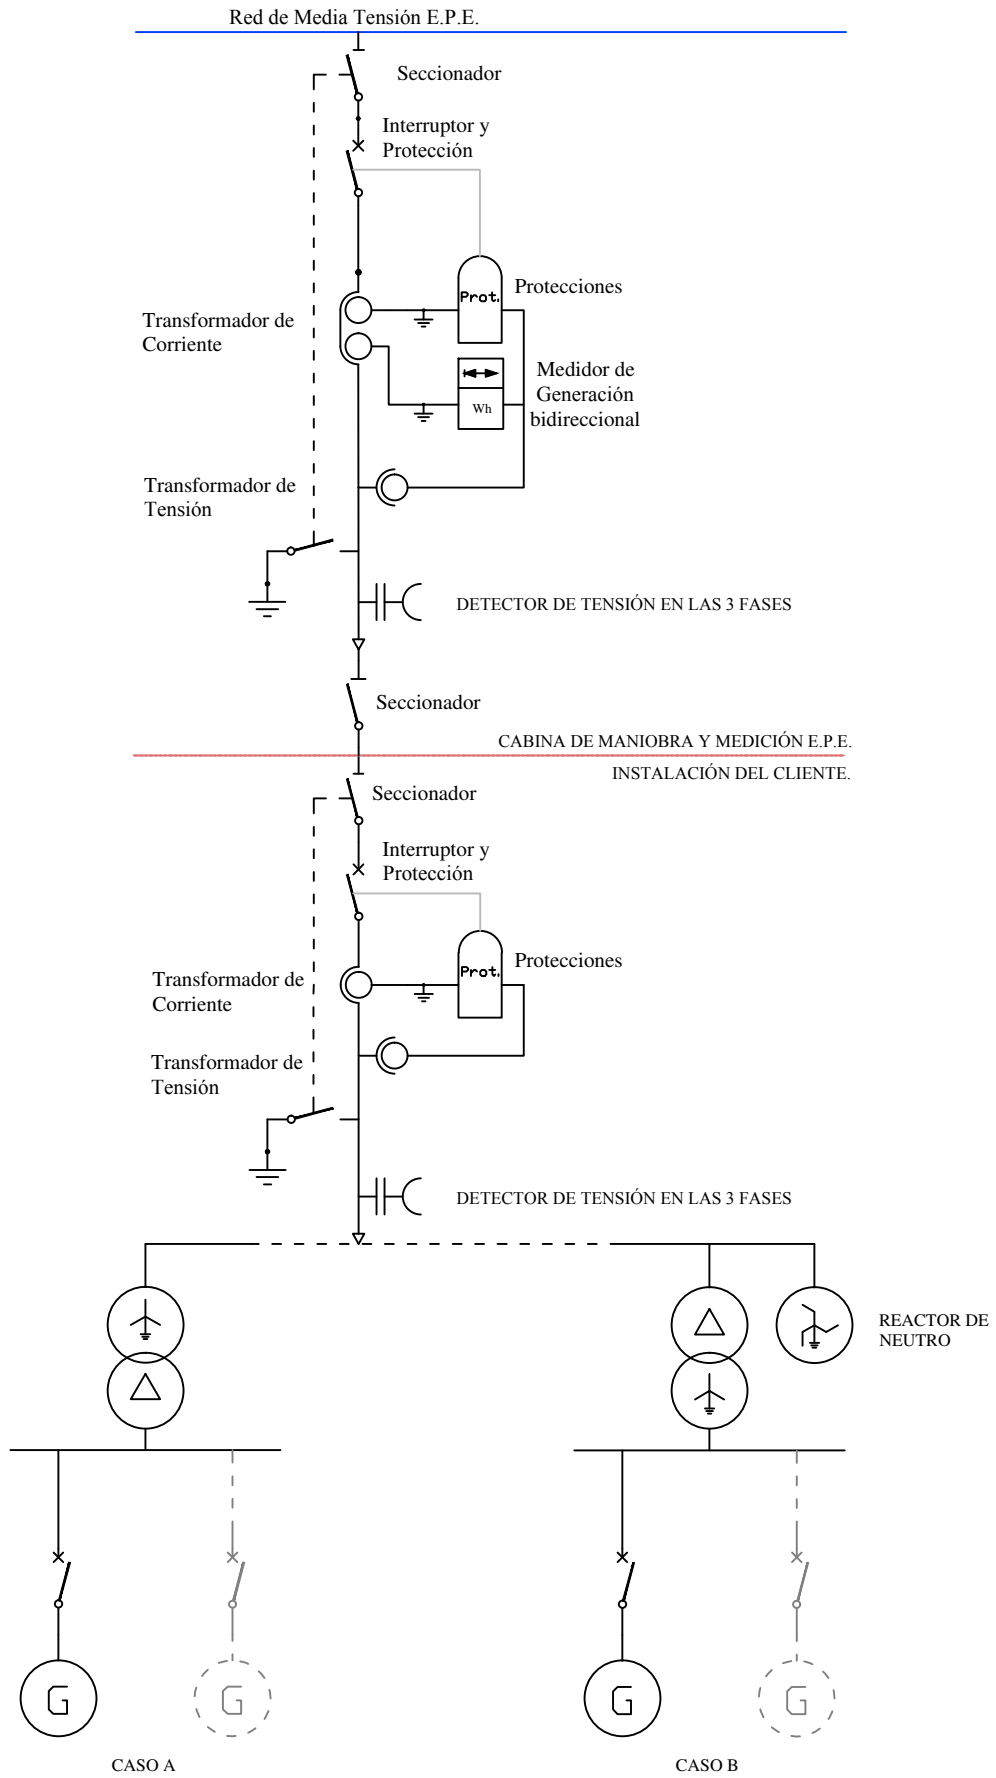 Red de Media Tensión E.P.E.
Seccionador
Interruptor y
Protección
Prot.
Protecciones
Transformador de
Corriente
Medidor de
Generación
bidireccional
Wh
Transformador de
Tensión
DETECTOR DE TENSIÓN EN LAS 3 FASES
Seccionador
CABINA DE MANIOBRA Y MEDICIÓN E.P.E.
INSTALACIÓN DEL CLIENTE.
Seccionador
Interruptor y
Protección
Prot.
Protecciones
Transformador de
Corriente
Transformador de
Tensión
DETECTOR DE TENSIÓN EN LAS 3 FASES
REACTOR DE
NEUTRO
G
G
G
G
CASO A
CASO B